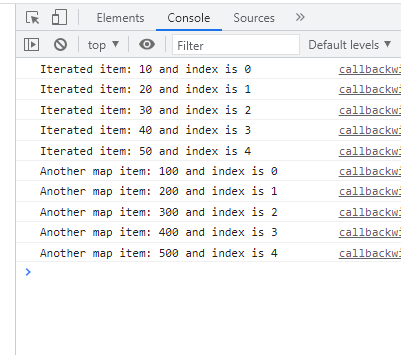 Elements Console Sources »
top ▼ Filter Default levels ▼
Iterated item: 10 and index is 0 callbackwi
Iterated item: 20 and index is 1 callbackwi
Iterated item: 30 and index is 2 callbackwi
Iterated item: 40 and index is 3 callbackwi
Iterated item: 50 and index is 4 callbackwi
Another map item: 100 and index is 0 callbackwi
Another map item: 200 and index is 1 callbackwi
Another map item: 300 and index is 2 callbackwi
Another map item: 400 and index is 3 callbackwi
Another map item: 500 and index is 4 callbackwi
>